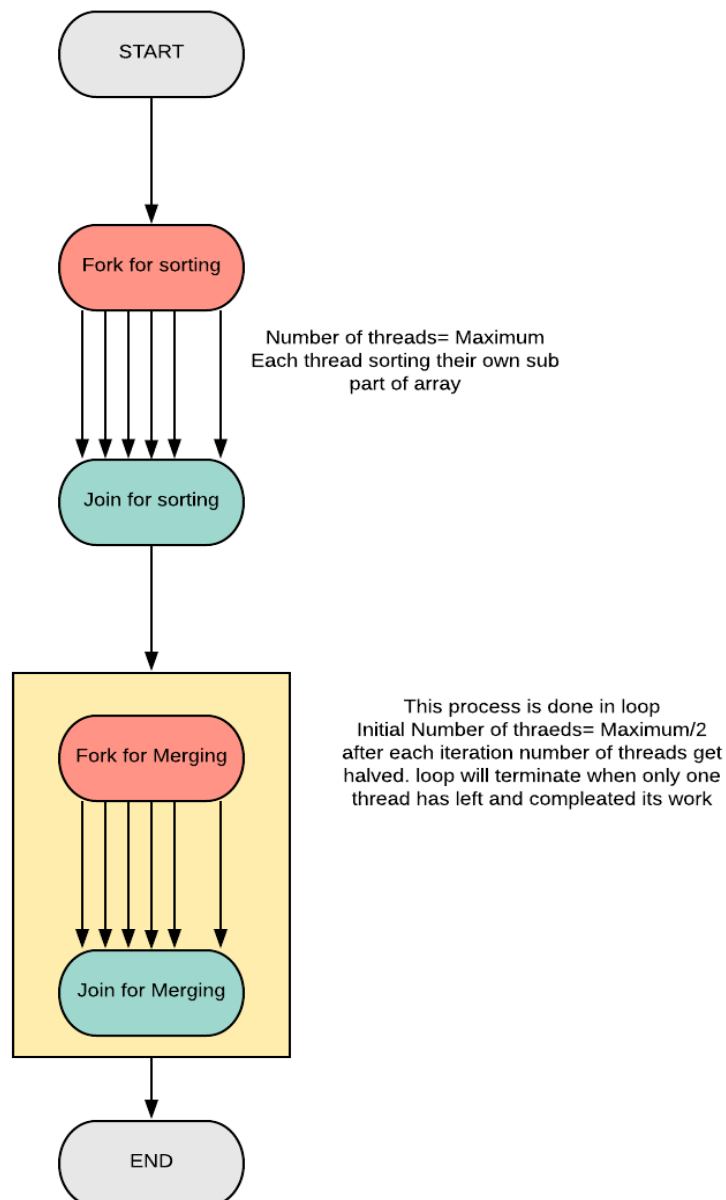 START
Fork for sorting
Number of threads= Maximum
Each thread sorting their own sub
part of array
Join for sorting
This process is done in loop
Initial Number of thraeds= Maximum/2
after each iteration number of threads get
halved. loop will terminate when only one
thread has left and compleated its work
Fork for Merging
Join for Merging
END